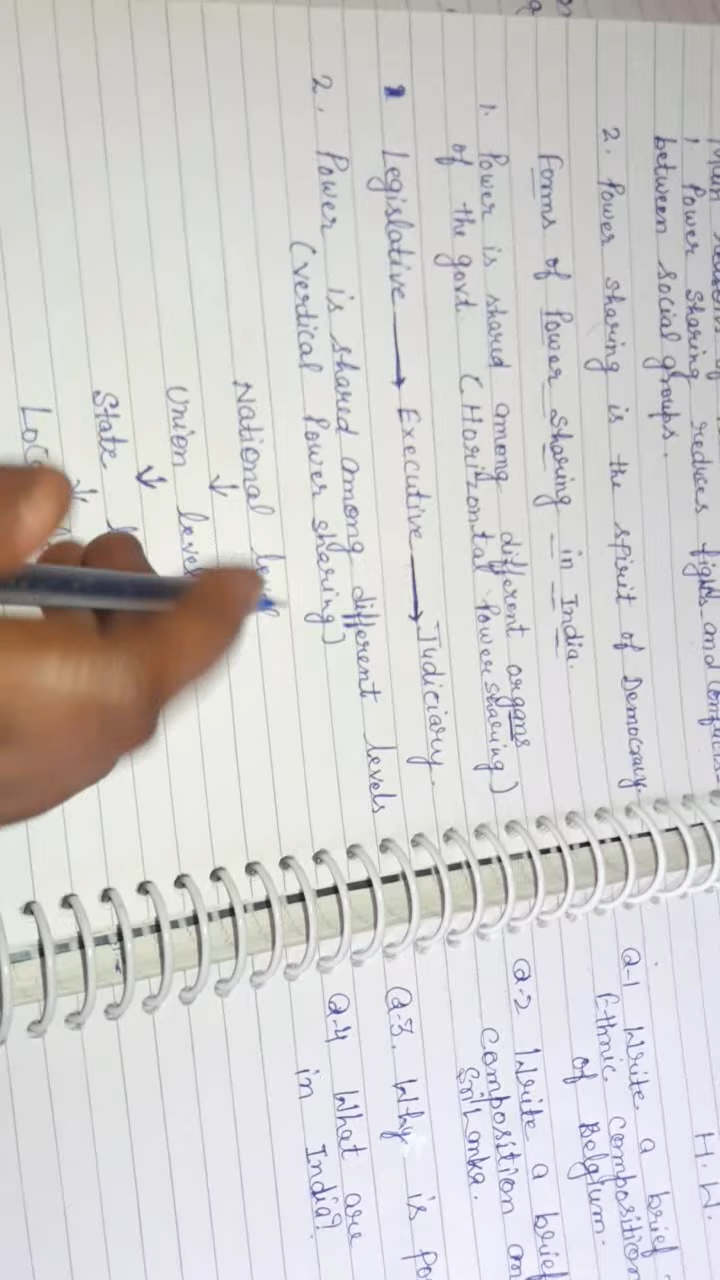 1 Power sharing reduces fights and
between social groups.
2. Power sharing is the spirit of Democracy.
Forms of Power sharing in India.
1. Power is shared among different organs
of the govt. (Horizontal Power sharing)
Legislative → Executive → Judiciary.
2. Power is shared among different levels
(vertical Power sharing)
National level
↓
Union level
↓
State
↓
H.W.
Q-1 Write a brief
Ethnic composition
of Belgium.
Q-2 Write a brief
composition
Sri Lanka.
Q-3. Why is
Q-4 What are
in India?